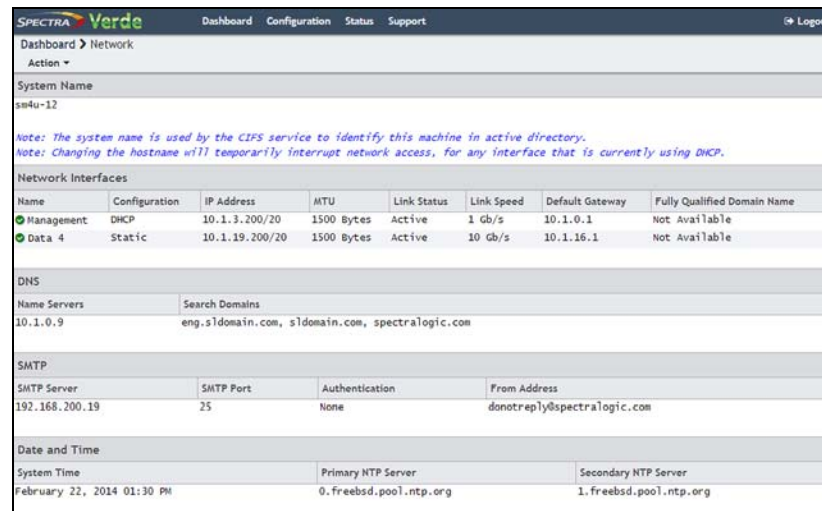 SPECTRA Verde Dashboard Configuration Status Support Logou
Dashboard > Network
Action
System Name
sm4u-12
Note: The system name is used by the CIFS service to identify this machine in active directory.
Note: Changing the hostname will temporarily interrupt network access, for any interface that is currently using DHCP.
Network Interfaces
Name Configuration IP Address MTU Link Status Link Speed Default Gateway Fully Qualified Domain Name
Management DHCP 10.1.3.200/20 1500 Bytes Active 1 Gb/s 10.1.0.1 Not Available
Data 4 Static 10.1.19.200/20 1500 Bytes Active 10 Gb/s 10.1.16.1 Not Available
DNS
Name Servers Search Domains
10.1.0.9 eng.sldomain.com, sldomain.com, spectralogic.com
SMTP
SMTP Server SMTP Port Authentication From Address
192.168.200.19 25 None donotreply@spectralogic.com
Date and Time
System Time Primary NTP Server Secondary NTP Server
February 22, 2014 01:30 PM 0.freebsd.pool.ntp.org 1.freebsd.pool.ntp.org